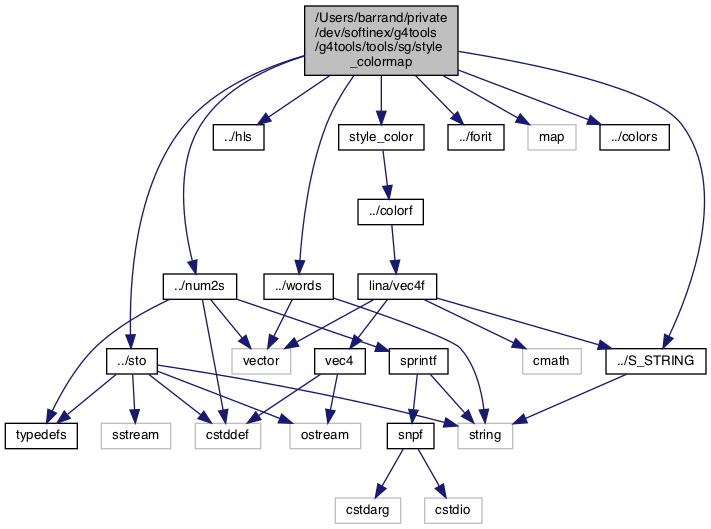 /Users/barrand/private
/dev/softinex/g4tools
/g4tools/tools/sg/style
_colormap
../hls
style_color
../forit
map
../colors
../colorf
../num2s
../words
lina/vec4f
../sto
vector
vec4
sprintf
cmath
../S_STRING
typedefs
sstream
cstddef
ostream
snpf
string
cstdarg
cstdio